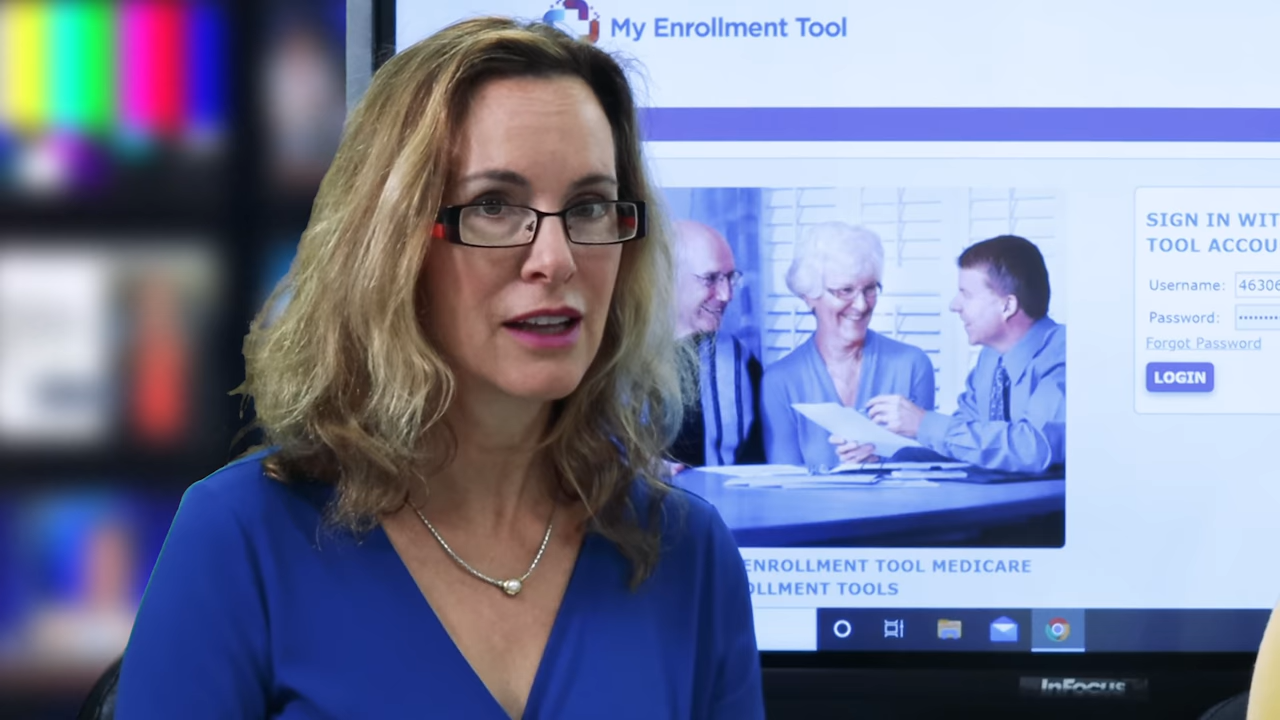 My Enrollment Tool
SIGN IN WIT
TOOL ACCOU
Username: 46306
Password:
Forgot Password
LOGIN
ENROLLMENT TOOL MEDICARE
OLLMENT TOOLS
InFocus